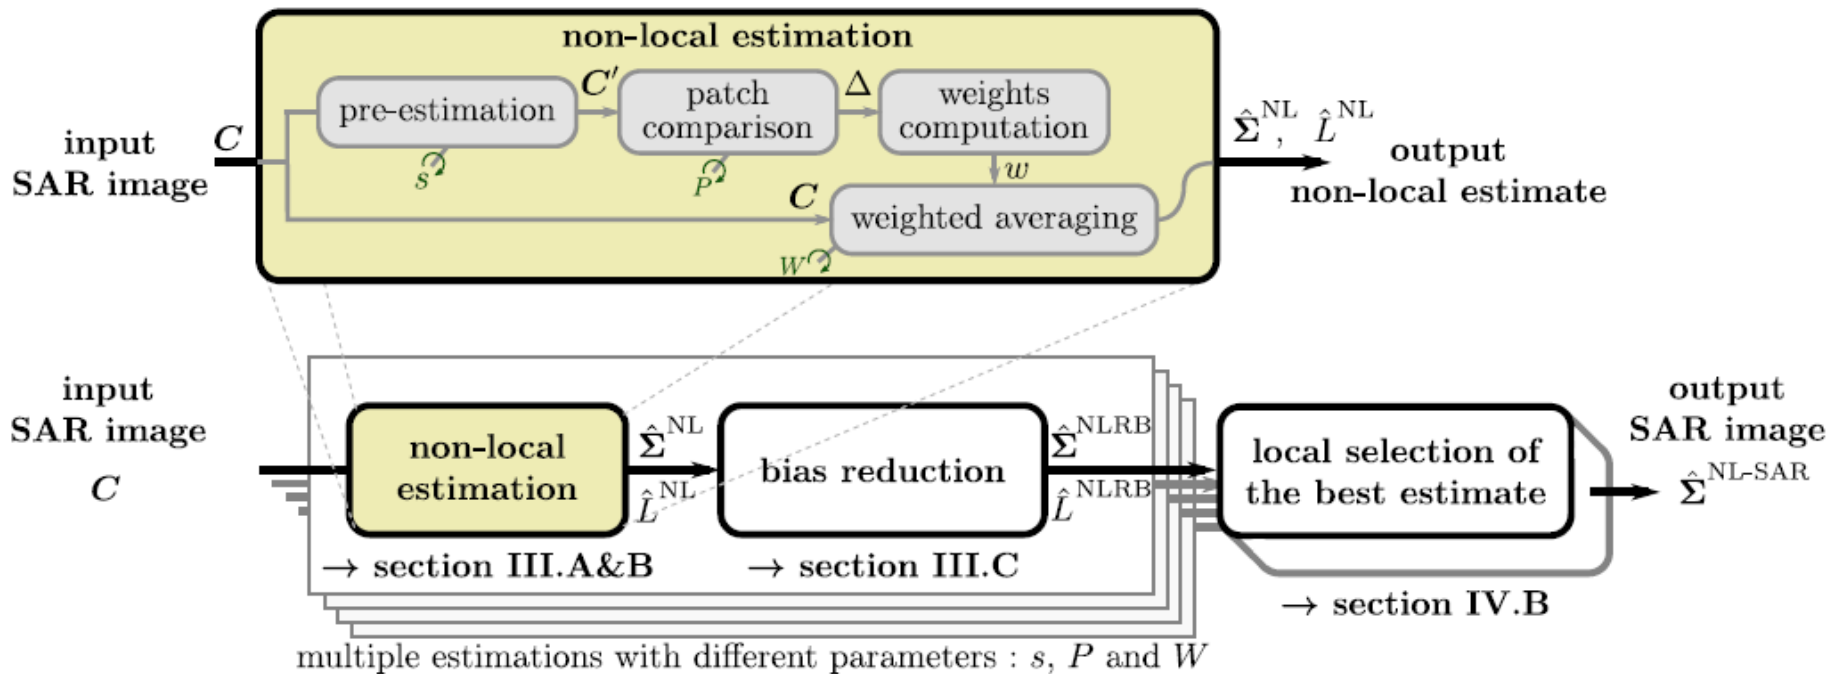 non-local estimation
input
SAR image
C
pre-estimation
s
C′
patch
comparison
P
Δ
weights
computation
w
C
weighted averaging
W
Σ̂^NL, L̂^NL
output
non-local estimate
input
SAR image
C
non-local
estimation
Σ̂^NL
L̂^NL
bias reduction
Σ̂^NLRB
L̂^NLRB
local selection of
the best estimate
output
SAR image
Σ̂^NL-SAR
→ section III.A&B
→ section III.C
→ section IV.B
multiple estimations with different parameters : s, P and W